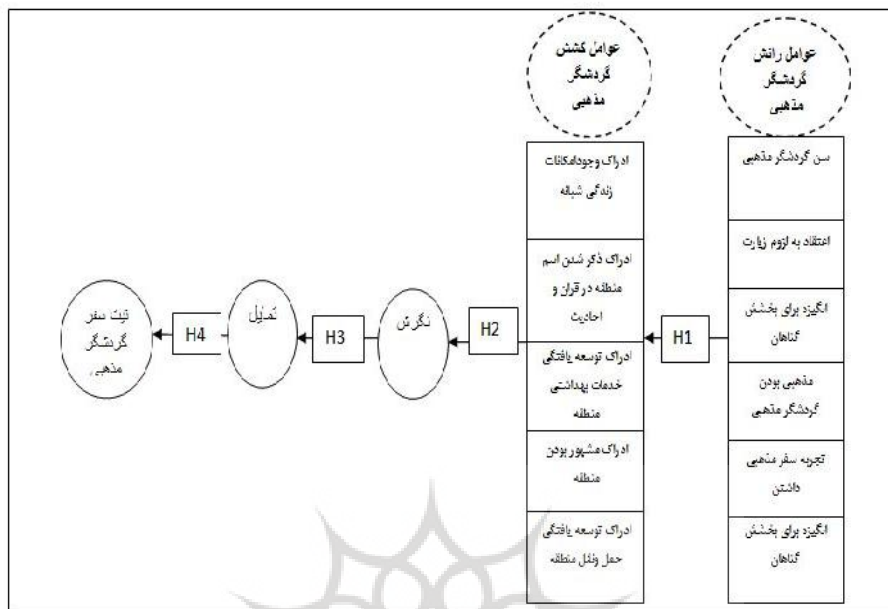 عوامل رانش
گردشگر
مذهبی
سن گردشگر مذهبی
اعتقاد به لزوم زیارت
انگیزه برای بخشش
گناهان
مذهبی بودن
گردشگر مذهبی
تجربه سفر مذهبی
داشتن
انگیزه برای بخشش
گناهان
H1
عوامل کشش
گردشگر
مذهبی
ادراک وجودامکانات
زندگی شبانه
ادراک ذکر شدن اسم
منطقه در قران و
احادیث
ادراک توسعه یافتگی
خدمات بهداشتی
منطقه
ادراک مشهور بودن
منطقه
ادراک توسعه یافتگی
حمل ونقل منطقه
H2
نگرش
H3
تمایل
H4
نیت سفر
گردشگر
مذهبی